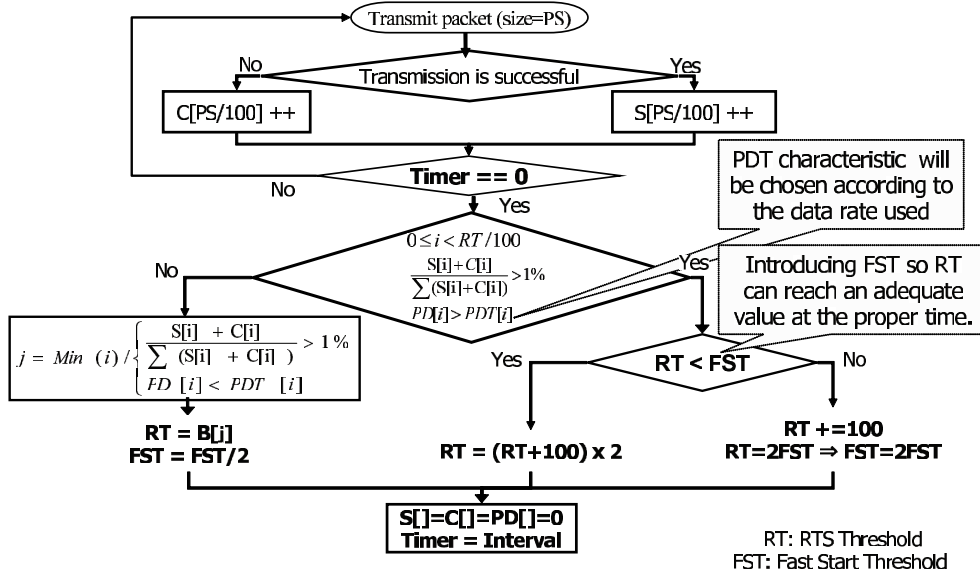 Transmit packet (size=PS)
No
Transmission is successful
Yes
C[PS/100] ++
S[PS/100] ++
No
Timer == 0
Yes
PDT characteristic will
be chosen according to
the data rate used
0 ≤ i < RT /100
S[i]+C[i]
∑(S[i]+C[i]) >1%
PD[i]> PDT[i]
No
Yes
Introducing FST so RT
can reach an adequate
value at the proper time.
j = Min (i) / { S[i] + C[i]
∑ (S[i] + C[i] ) > 1%
PD [i] < PDT [i]
Yes
RT < FST
No
RT = B[j]
FST = FST/2
RT = (RT+100) x 2
RT +=100
RT=2FST ⇒ FST=2FST
S[]=C[]=PD[]=0
Timer = Interval
RT: RTS Threshold
FST: Fast Start Threshold